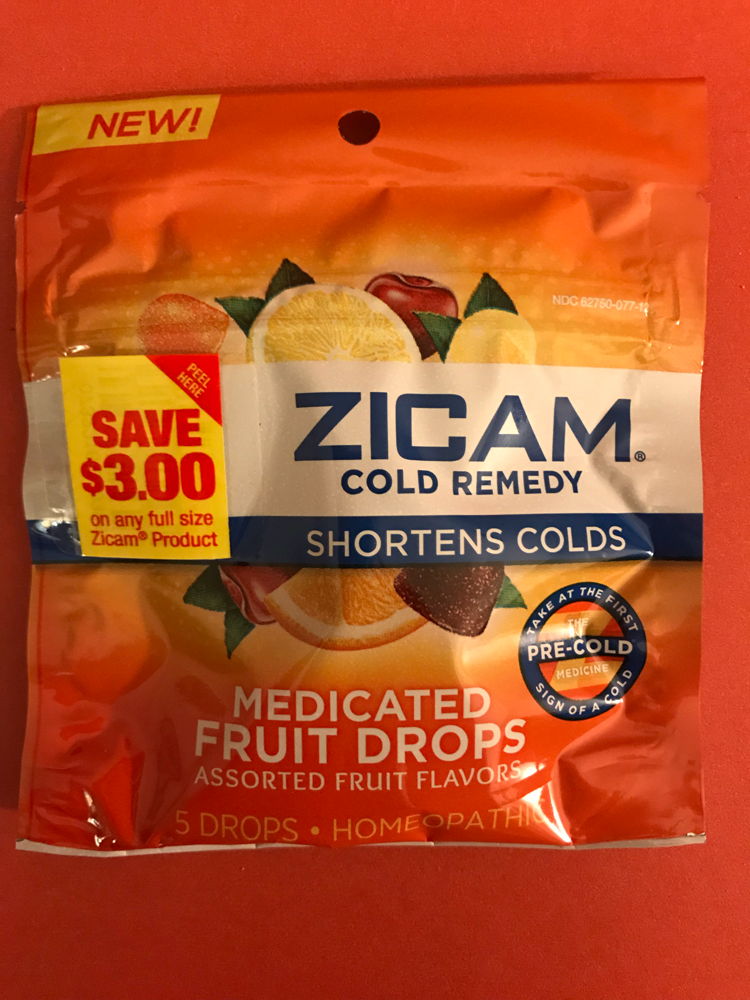 NEW!
NDC 62750-077-12
PEEL
HERE
SAVE
$3.00
on any full size
Zicam® Product
ZICAM®
COLD REMEDY
SHORTENS COLDS
TAKE AT THE FIRST
THE
PRE-COLD
MEDICINE
SIGN OF A COLD
MEDICATED
FRUIT DROPS
ASSORTED FRUIT FLAVORS
5 DROPS • HOMEOPATHIC